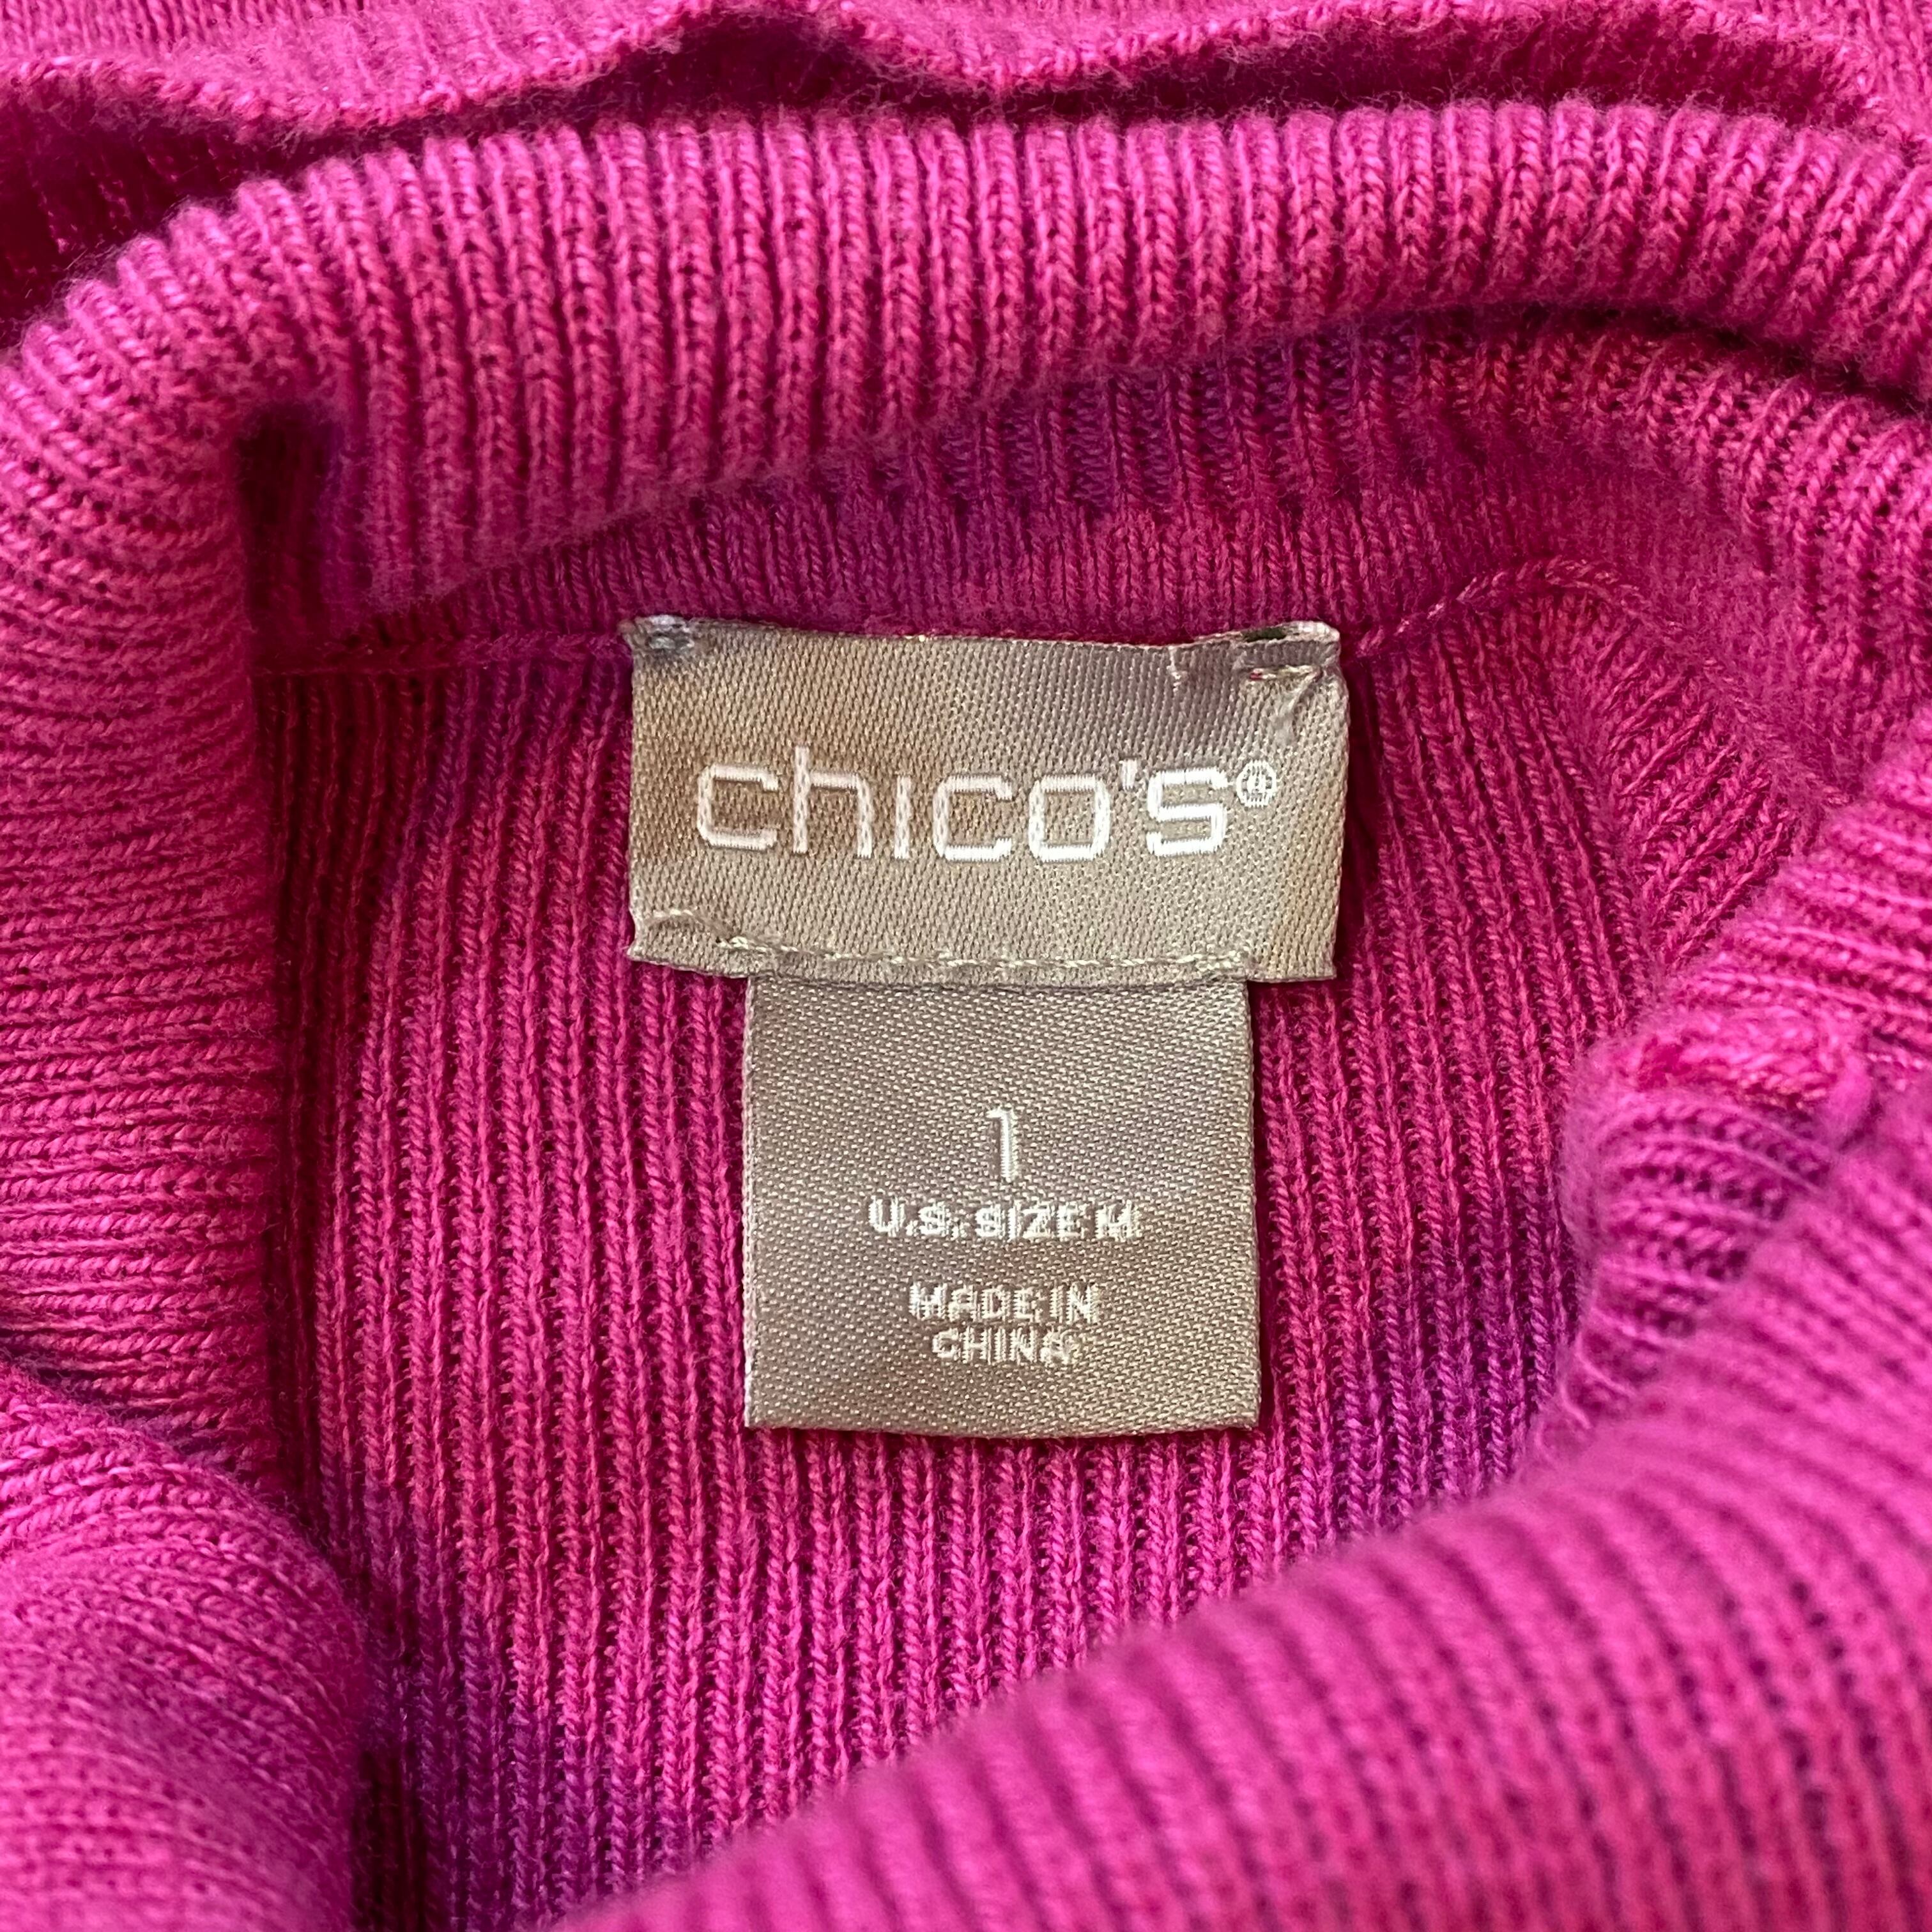 chico's®
1
U.S. SIZE M
MADE IN
CHINA